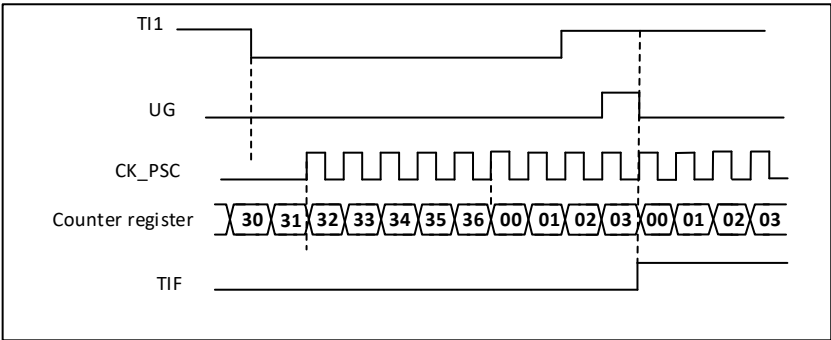 TI1
UG
CK_PSC
Counter register 30 31 32 33 34 35 36 00 01 02 03 00 01 02 03
TIF